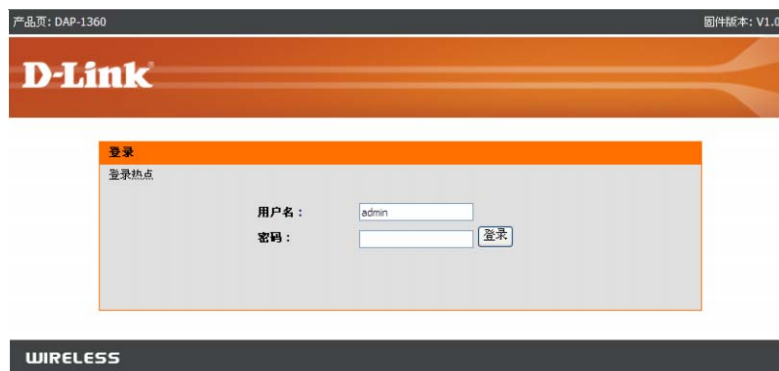 产品页: DAP-1360 固件版本: V1.0
D-Link
登录
登录热点
用户名： admin
密码： 登录
WIRELESS